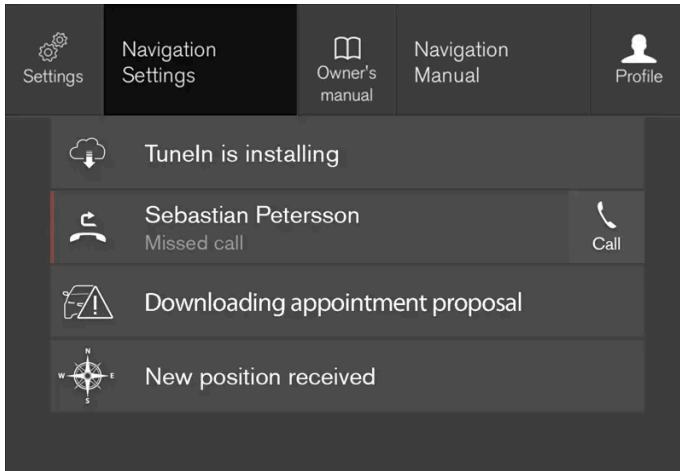 Settings
Navigation
Settings
Owner's
manual
Navigation
Manual
Profile
TuneIn is installing
Sebastian Petersson
Missed call
Call
Downloading appointment proposal
N
W E
S
New position received